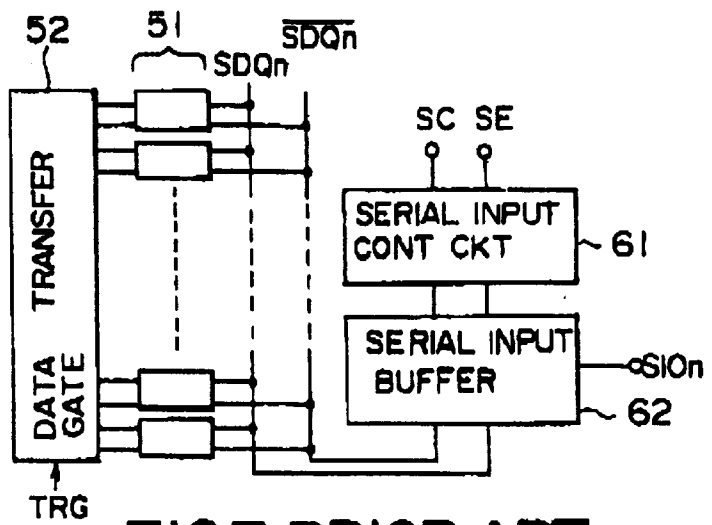 52
51
SDQn
SDQn
SC SE
SERIAL INPUT
CONT CKT
61
SERIAL INPUT
BUFFER
SIOn
62
DATA TRANSFER
GATE
TRG